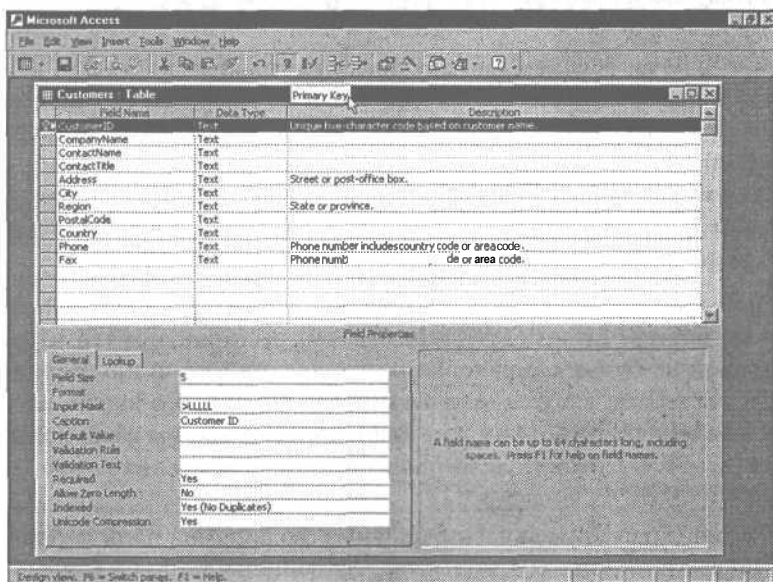 Microsoft Access
File Edit View Insert Tools Window Help
Customers : Table
Primary Key
Field Name Data Type Description
CustomerID Text Unique five-character code based on customer name.
CompanyName Text
ContactName Text
ContactTitle Text
Address Text Street or post-office box.
City Text
Region Text State or province.
PostalCode Text
Country Text
Phone Text Phone number includes country code or area code.
Fax Text Phone numb de or area code.
Field Properties
General Lookup
Field Size 5
Format
Input Mask >LLLLL
Caption Customer ID
Default Value
Validation Rule
Validation Text
Required Yes
Allow Zero Length No
Indexed Yes (No Duplicates)
Unicode Compression Yes
A field name can be up to 64 characters long, including
spaces. Press F1 for help on field names.
Design view. F6 = Switch panes. F1 = Help.